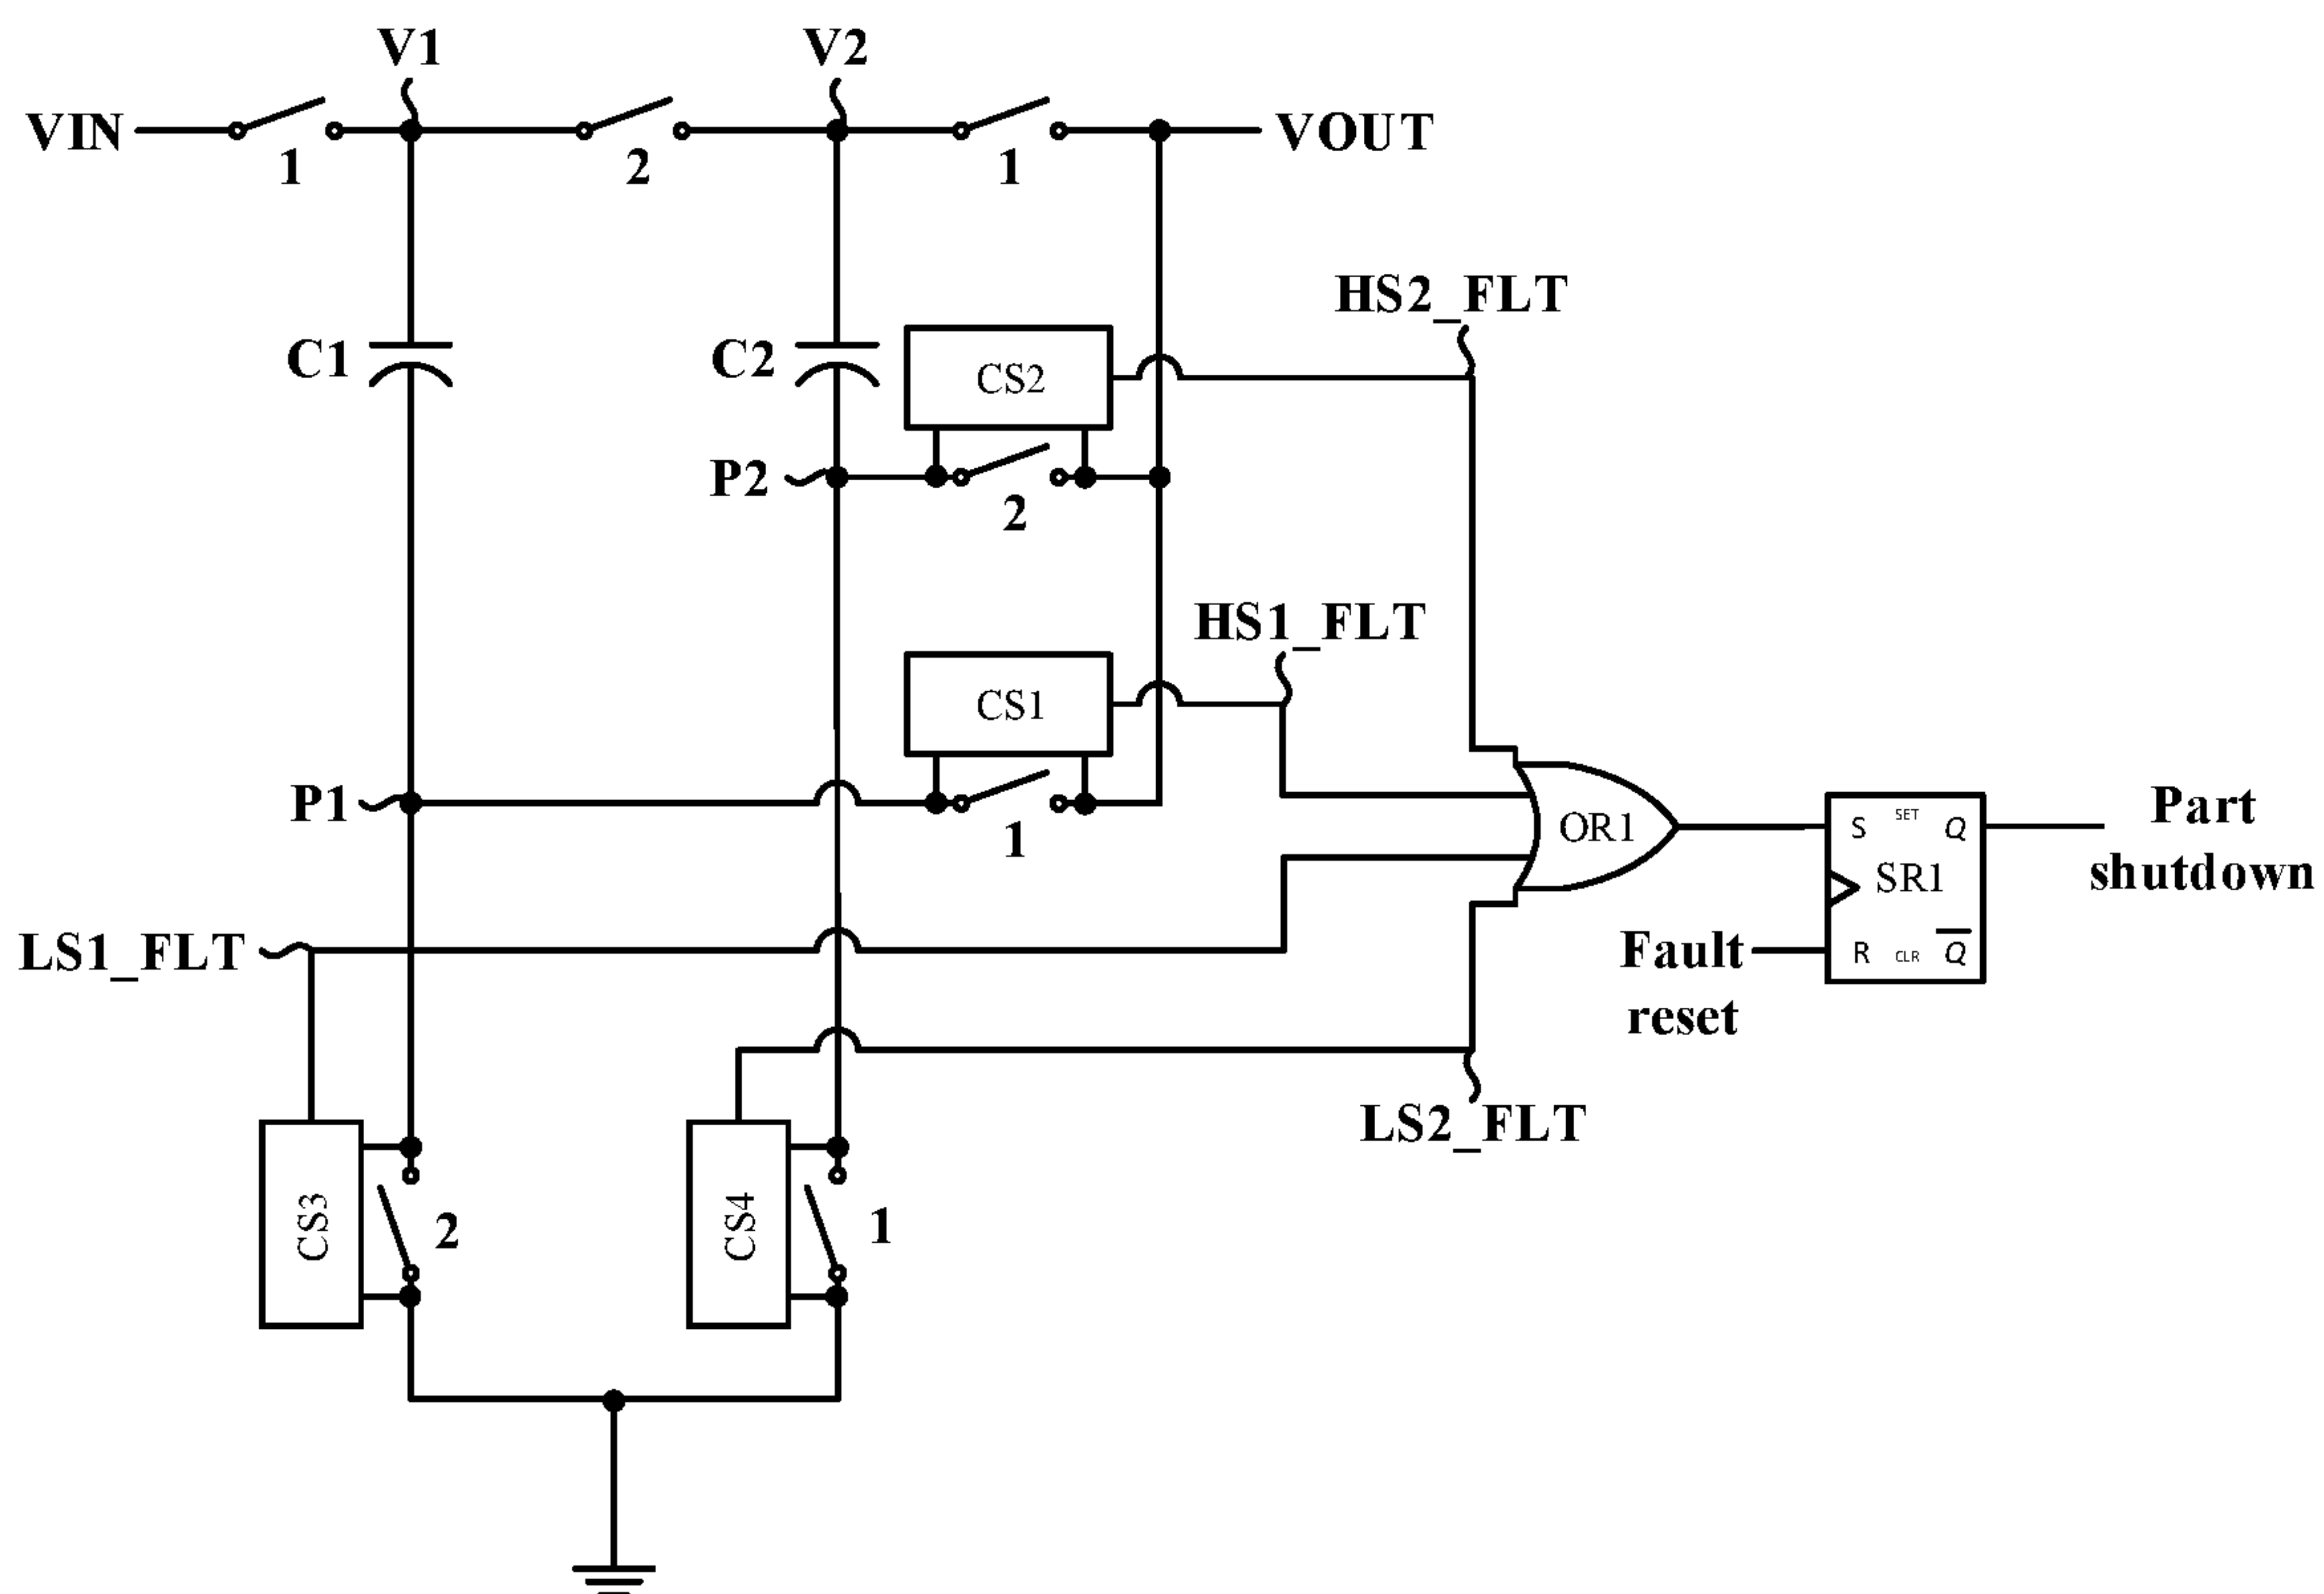 V1
V2
VIN
1
2
1
VOUT
HS2_FLT
C1
C2
CS2
P2
2
HS1_FLT
CS1
P1
1
OR1
S SET Q
SR1
R CLR Q
Part
shutdown
LS1_FLT
Fault
reset
LS2_FLT
CS3
2
CS4
1